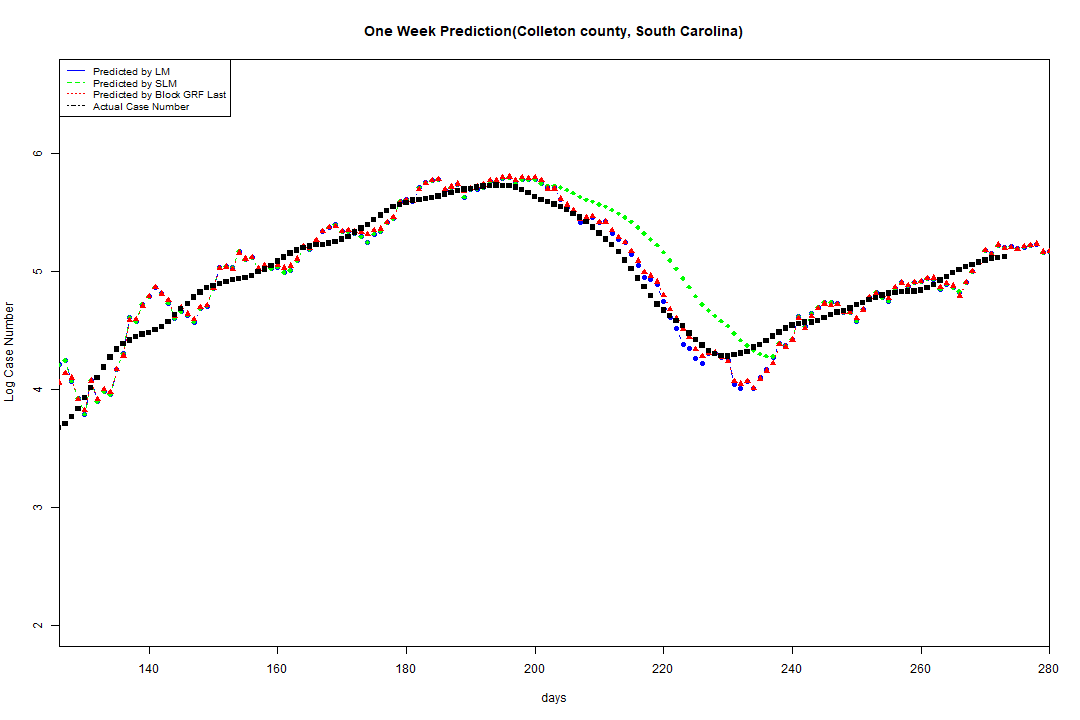 One Week Prediction(Colleton county, South Carolina)
Predicted by LM
Predicted by SLM
Predicted by Block GRF Last
Actual Case Number
6
5
4
3
2
Log Case Number
140 160 180 200 220 240 260 280
days